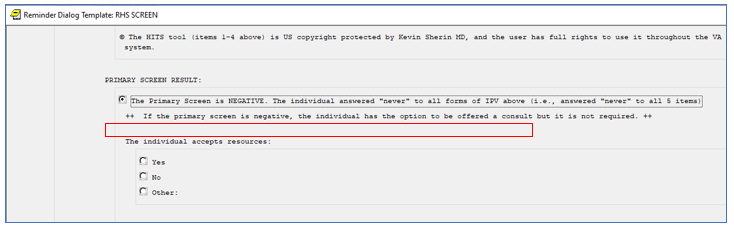 Reminder Dialog Template: RHS SCREEN
© The HITS tool (items 1-4 above) is US copyright protected by Kevin Sherin MD, and the user has full rights to use it throughout the VA
system.
PRIMARY SCREEN RESULT:
The Primary Screen is NEGATIVE. The individual answered "never" to all forms of IPV above (i.e., answered "never" to all 5 items)
++ If the primary screen is negative, the individual has the option to be offered a consult but it is not required. ++
The individual accepts resources:
Yes
No
Other: